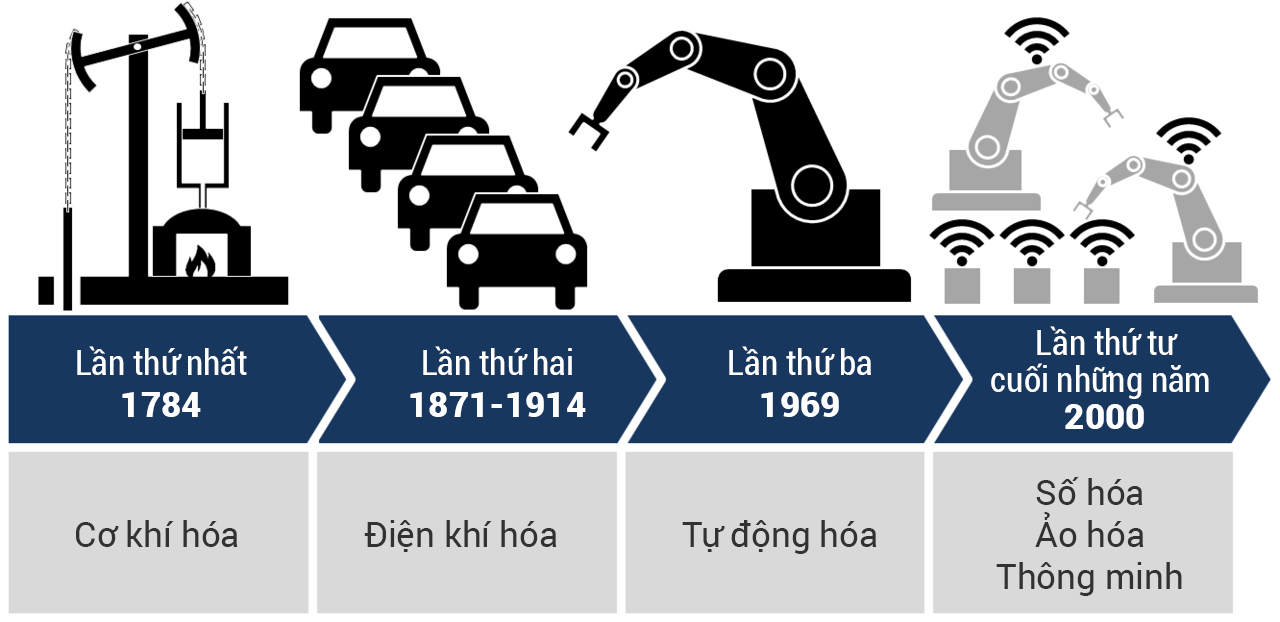 Lần thứ nhất
1784
Lần thứ hai
1871-1914
Lần thứ ba
1969
Lần thứ tư
cuối những năm
2000
Cơ khí hóa
Điện khí hóa
Tự động hóa
Số hóa
Ảo hóa
Thông minh